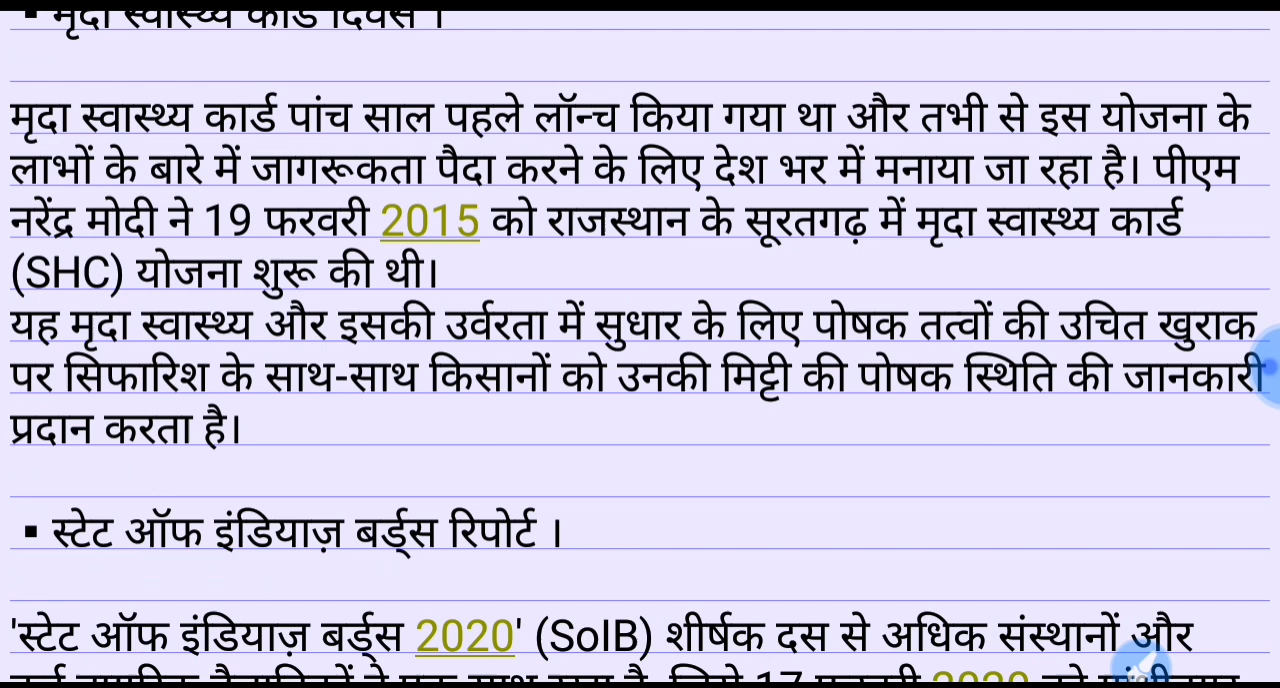 ▪ मृदा स्वास्थ्य कार्ड दिवस ।
मृदा स्वास्थ्य कार्ड पांच साल पहले लॉन्च किया गया था और तभी से इस योजना के
लाभों के बारे में जागरूकता पैदा करने के लिए देश भर में मनाया जा रहा है। पीएम
नरेंद्र मोदी ने 19 फरवरी 2015 को राजस्थान के सूरतगढ़ में मृदा स्वास्थ्य कार्ड
(SHC) योजना शुरू की थी।
यह मृदा स्वास्थ्य और इसकी उर्वरता में सुधार के लिए पोषक तत्वों की उचित खुराक
पर सिफारिश के साथ-साथ किसानों को उनकी मिट्टी की पोषक स्थिति की जानकारी
प्रदान करता है।
▪ स्टेट ऑफ इंडियाज़ बर्ड्स रिपोर्ट ।
'स्टेट ऑफ इंडियाज़ बर्ड्स 2020' (SoIB) शीर्षक दस से अधिक संस्थानों और